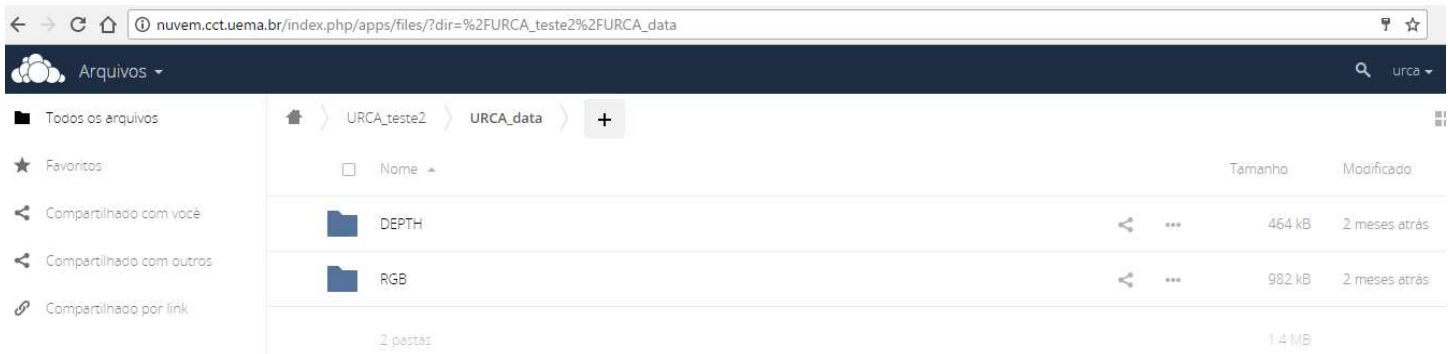 nuvem.cct.uema.br/index.php/apps/files/?dir=%2FURCA_teste2%2FURCA_data
Arquivos urca
Todos os arquivos
URCA_teste2 URCA_data +
Favoritos
Nome Tamanho Modificado
Compartilhado com você
DEPTH 464 kB 2 meses atrás
Compartilhado com outros
RGB 982 kB 2 meses atrás
Compartilhado por link
2 pastas 1.4 MB